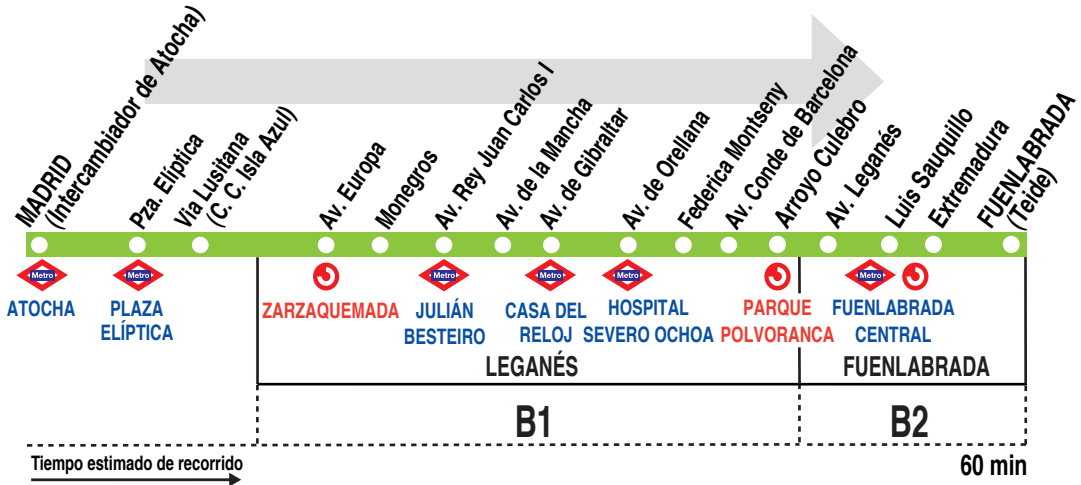 MADRID
(Intercambiador de Atocha)
Pza. Elíptica
Via Lusitana
(C. C. Isla Azul)
Av. Europa
Monegros
Av. Rey Juan Carlos I
Av. de la Mancha
Av. de Gibraltar
Av. de Orellana
Federica Montseny
Av. Conde de Barcelona
Arroyo Culebro
Av. Leganés
Luis Sauquillo
Extremadura
FUENLABRADA
(Teide)
Metro
ATOCHA
Metro
PLAZA
ELÍPTICA
ZARZAQUEMADA
Metro
JULIÁN
BESTEIRO
Metro
CASA DEL
RELOJ
Metro
HOSPITAL
SEVERO OCHOA
PARQUE
POLVORANCA
Metro
FUENLABRADA
CENTRAL
LEGANÉS
FUENLABRADA
B1
B2
Tiempo estimado de recorrido
60 min